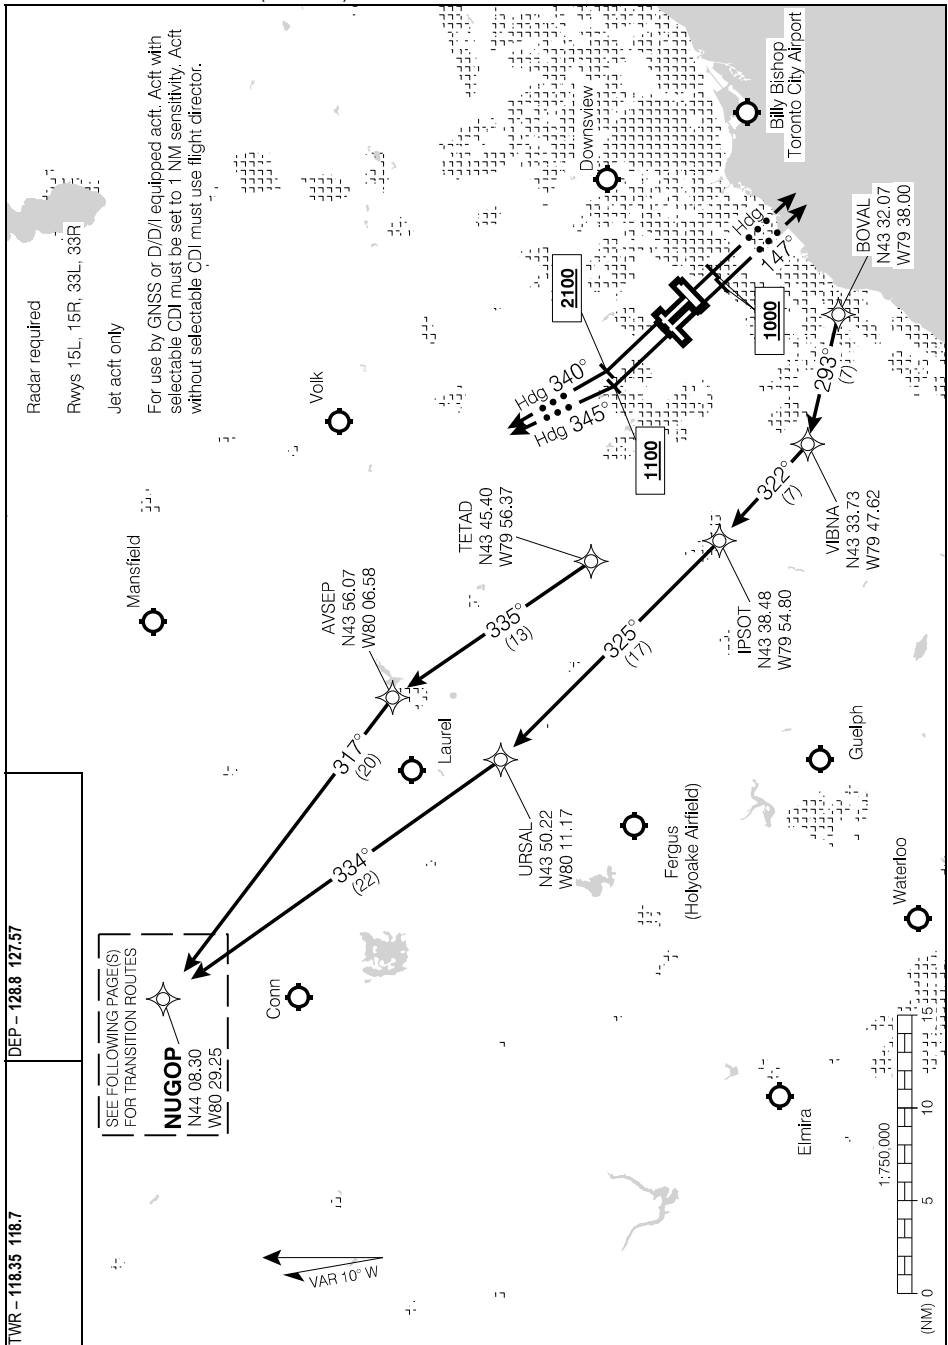 TWR – 118.35 118.7
DEP – 128.8 127.57
Radar required
Rwys 15L, 15R, 33L, 33R
Jet acft only
For use by GNSS or D/D/I equipped acft. Acft with
selectable CDI must be set to 1 NM sensitivity. Acft
without selectable CDI must use flight director.
SEE FOLLOWING PAGE(S)
FOR TRANSITION ROUTES
NUGOP
N44 08.30
W80 29.25
Mansfield
Volk
Conn
317°
(20)
334°
(22)
AVSEP
N43 56.07
W80 06.58
Laurel
335°
(13)
TETAD
N43 45.40
W79 56.37
URSAL
N43 50.22
W80 11.17
325°
(17)
Hdg 340°
Hdg 345°
2100
1100
Downsview
Hdg
147°
1000
Billy Bishop
Toronto City Airport
BOVAL
N43 32.07
W79 38.00
293°
(7)
VIBNA
N43 33.73
W79 47.62
322°
(7)
IPSOT
N43 38.48
W79 54.80
Fergus
(Holyoake Airfield)
Guelph
Waterloo
Elmira
VAR 10° W
1:750,000
(NM) 0
5
10
15